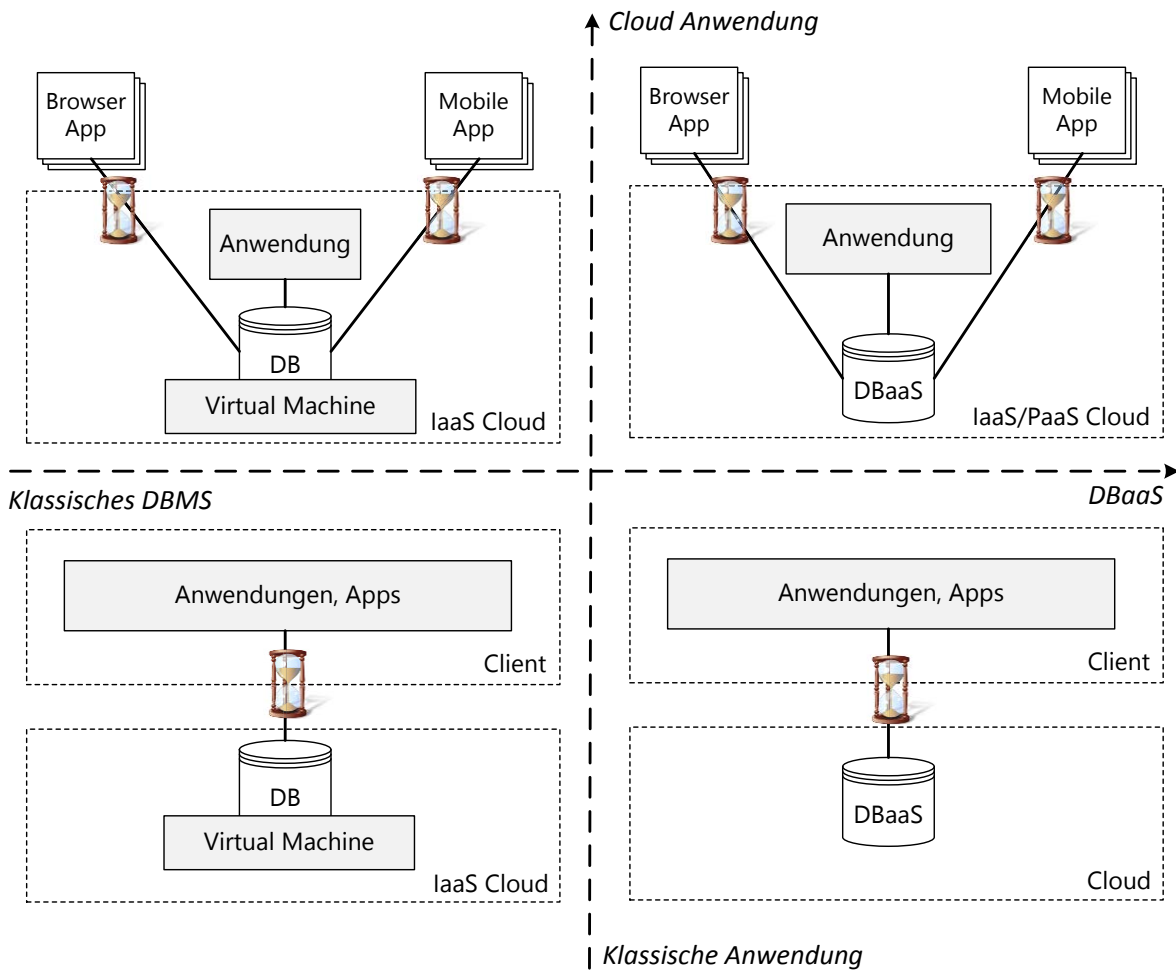 Cloud Anwendung
Browser
App
Mobile
App
Anwendung
DB
Virtual Machine
IaaS Cloud
Browser
App
Mobile
App
Anwendung
DBaaS
IaaS/PaaS Cloud
Klassisches DBMS
DBaaS
Anwendungen, Apps
Client
DB
Virtual Machine
IaaS Cloud
Anwendungen, Apps
Client
DBaaS
Cloud
Klassische Anwendung